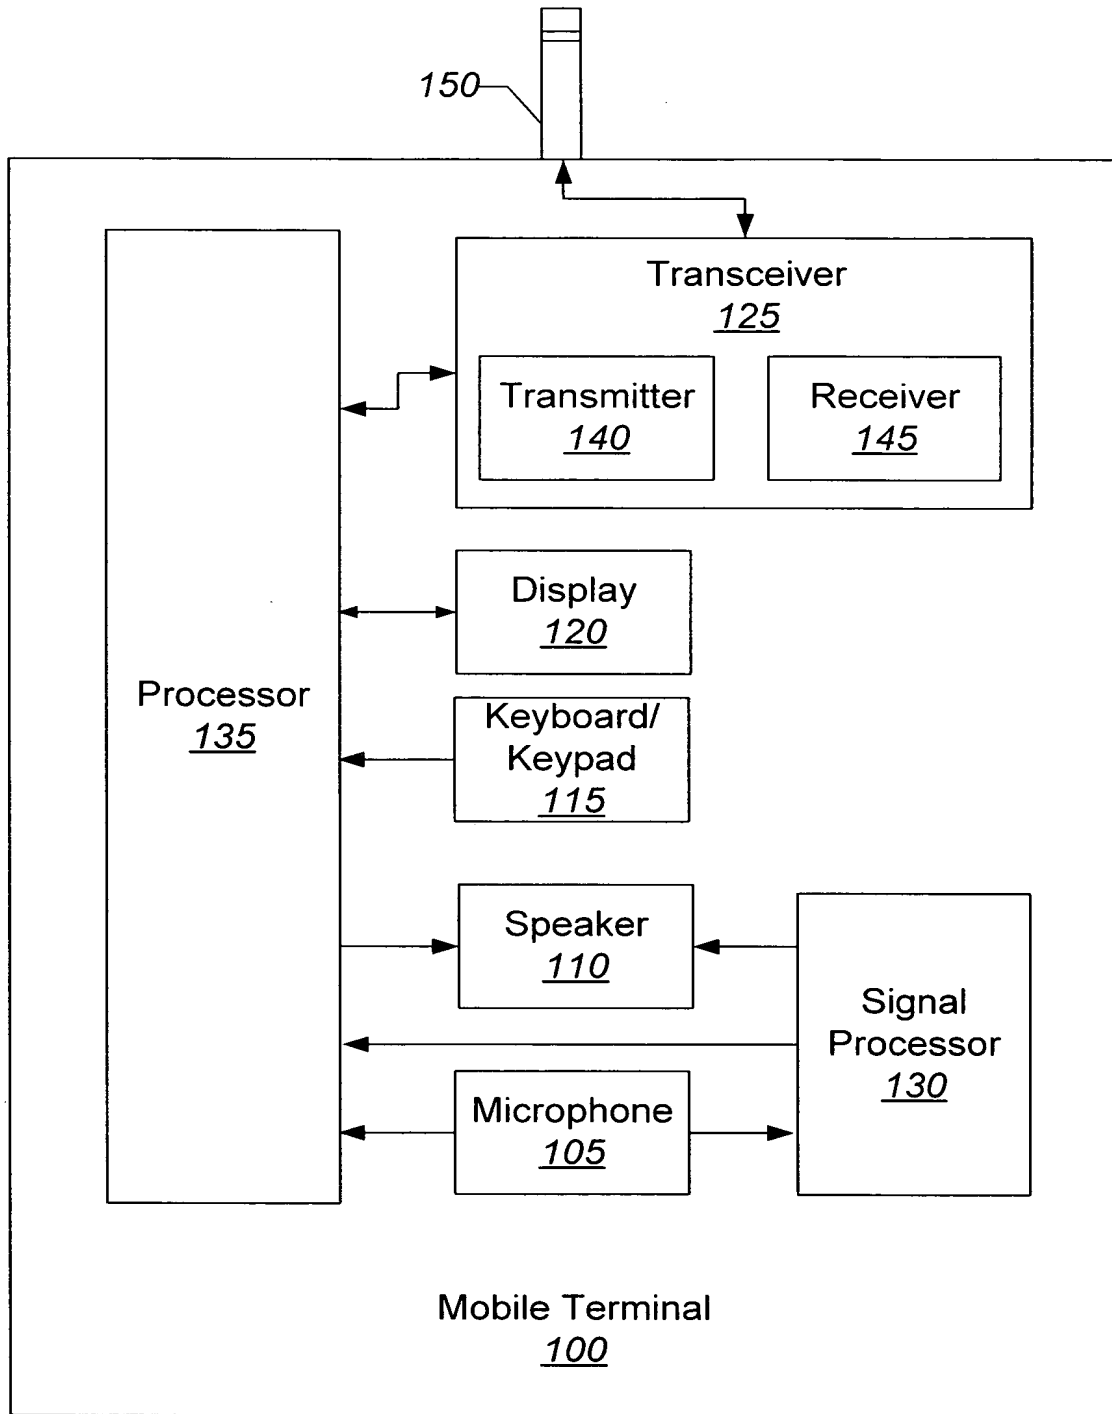 150
Transceiver
125
Transmitter
140
Receiver
145
Display
120
Processor
135
Keyboard/
Keypad
115
Speaker
110
Signal
Processor
130
Microphone
105
Mobile Terminal
100